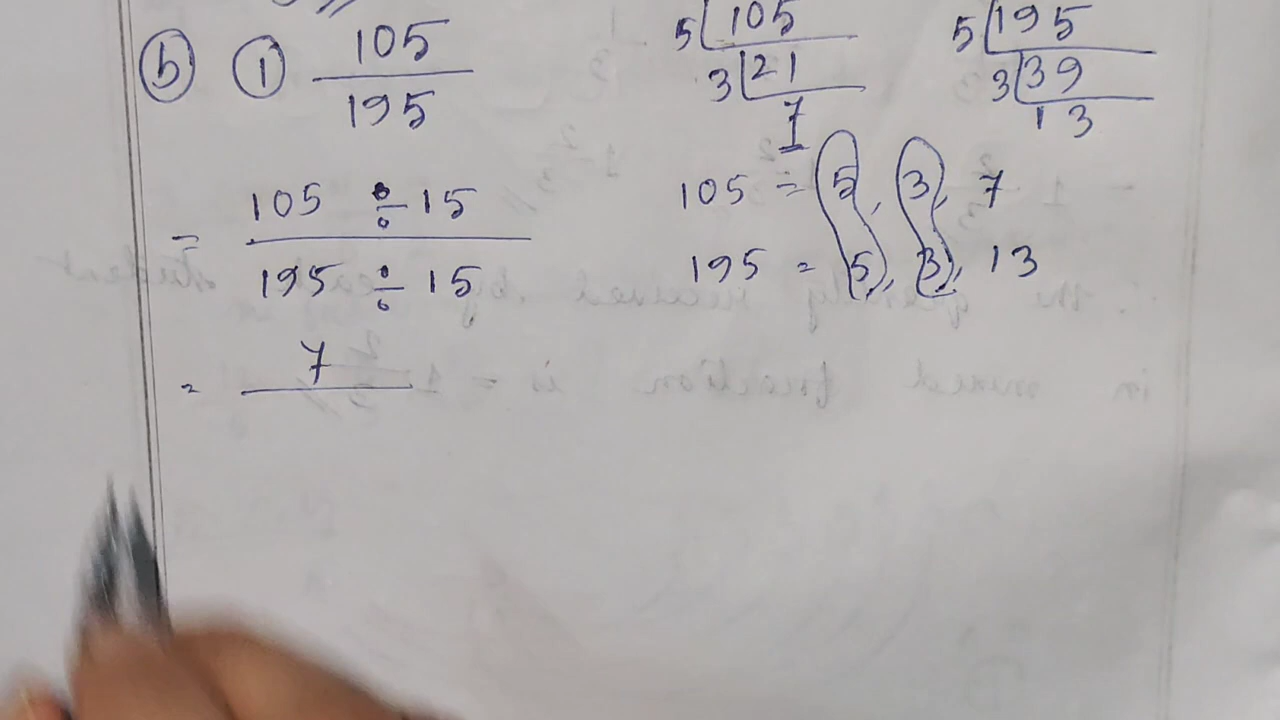 ⓑ ① 105
195
= 105 ÷ 15
195 ÷ 15
= 7
5 105
3 21
7
5 195
3 39
13
105 = 5, 3, 7
195 = 5, 3, 13